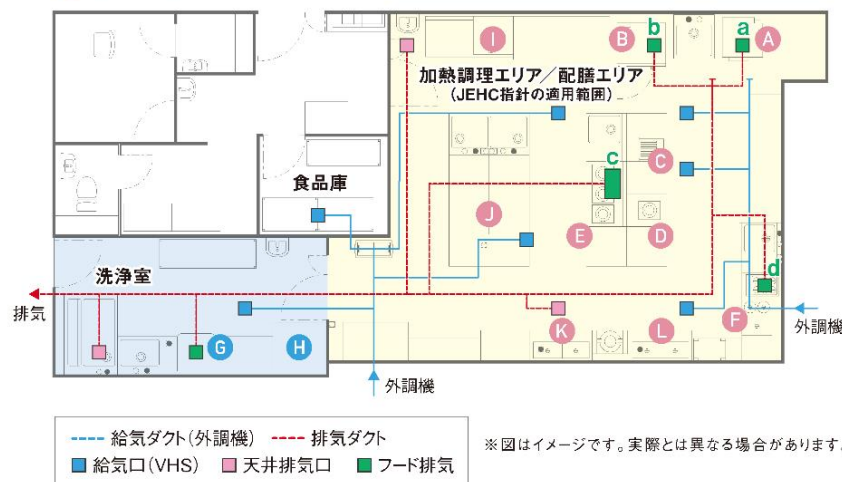 b
a
I
B
A
加熱調理エリア／配膳エリア
(JEHC指針の適用範囲)
c
C
食品庫
J
E
D
d
洗浄室
排気
K
L
F
外調機
G
H
外調機
給気ダクト(外調機)
排気ダクト
給気口(VHS)
天井排気口
フード排気
※図はイメージです。実際とは異なる場合があります。